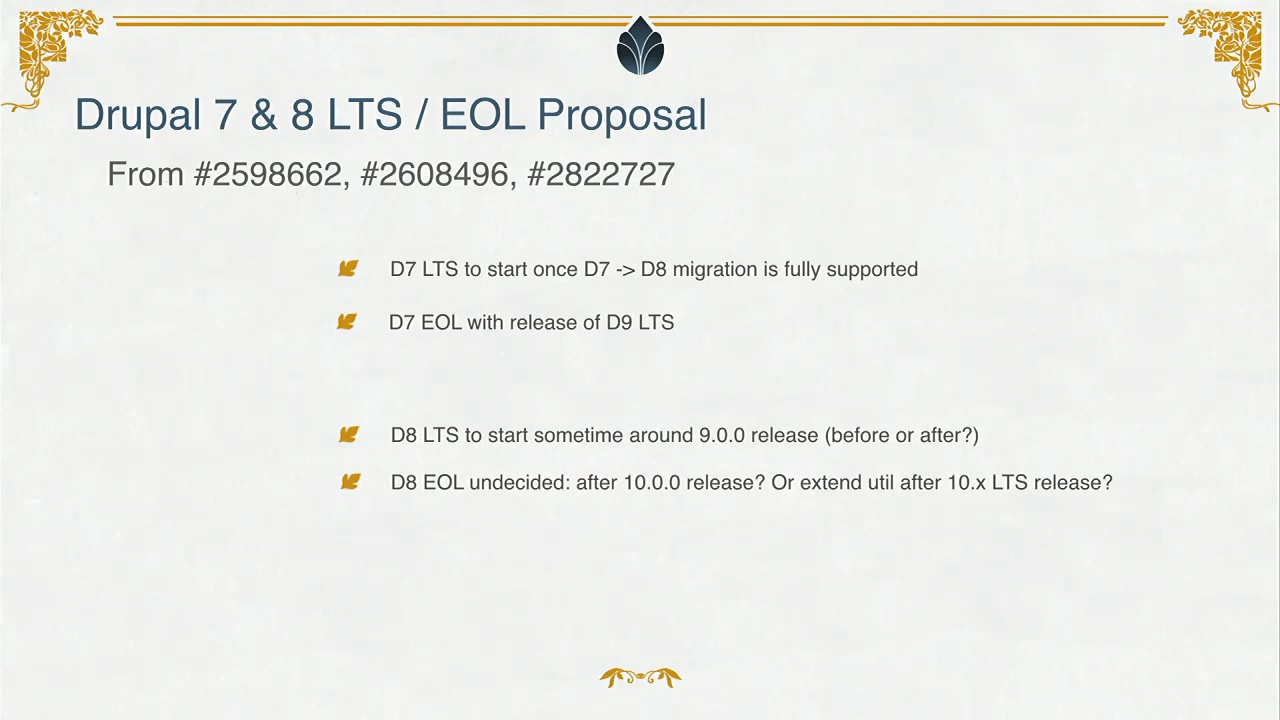 Drupal 7 & 8 LTS / EOL Proposal
From #2598662, #2608496, #2822727
D7 LTS to start once D7 -> D8 migration is fully supported
D7 EOL with release of D9 LTS
D8 LTS to start sometime around 9.0.0 release (before or after?)
D8 EOL undecided: after 10.0.0 release? Or extend util after 10.x LTS release?